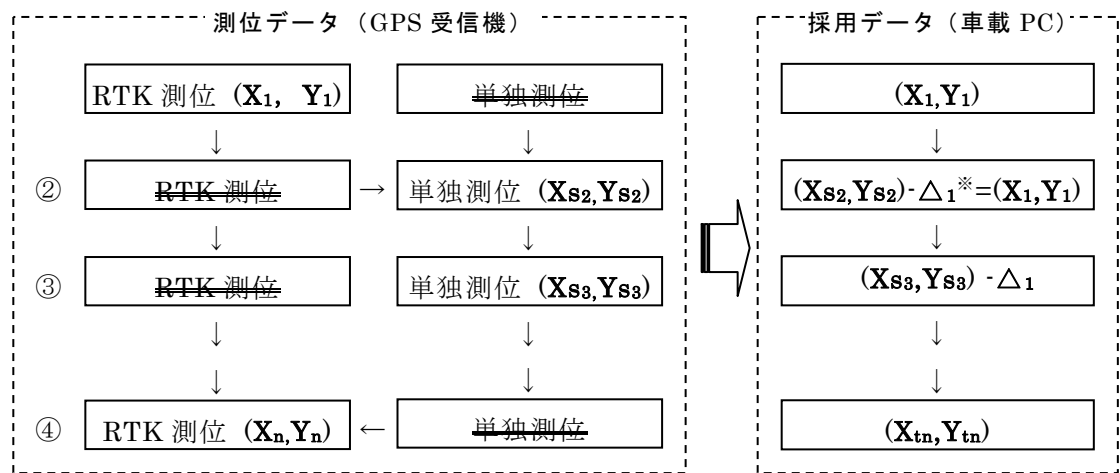 測位データ（GPS 受信機） 採用データ（車載 PC）
RTK 測位 (X₁, Y₁) 単独測位 (X₁,Y₁)
↓ ↓ ↓
② RTK 測位 → 単独測位 (Xs₂,Ys₂) (Xs₂,Ys₂)-△₁※=(X₁,Y₁)
↓ ↓ ↓
③ RTK 測位 単独測位 (Xs₃,Ys₃) (Xs₃,Ys₃) -△₁
↓ ↓ ↓
↓ ↓ ↓
④ RTK 測位 (Xₙ,Yₙ) ← 単独測位 (Xₜₙ,Yₜₙ)